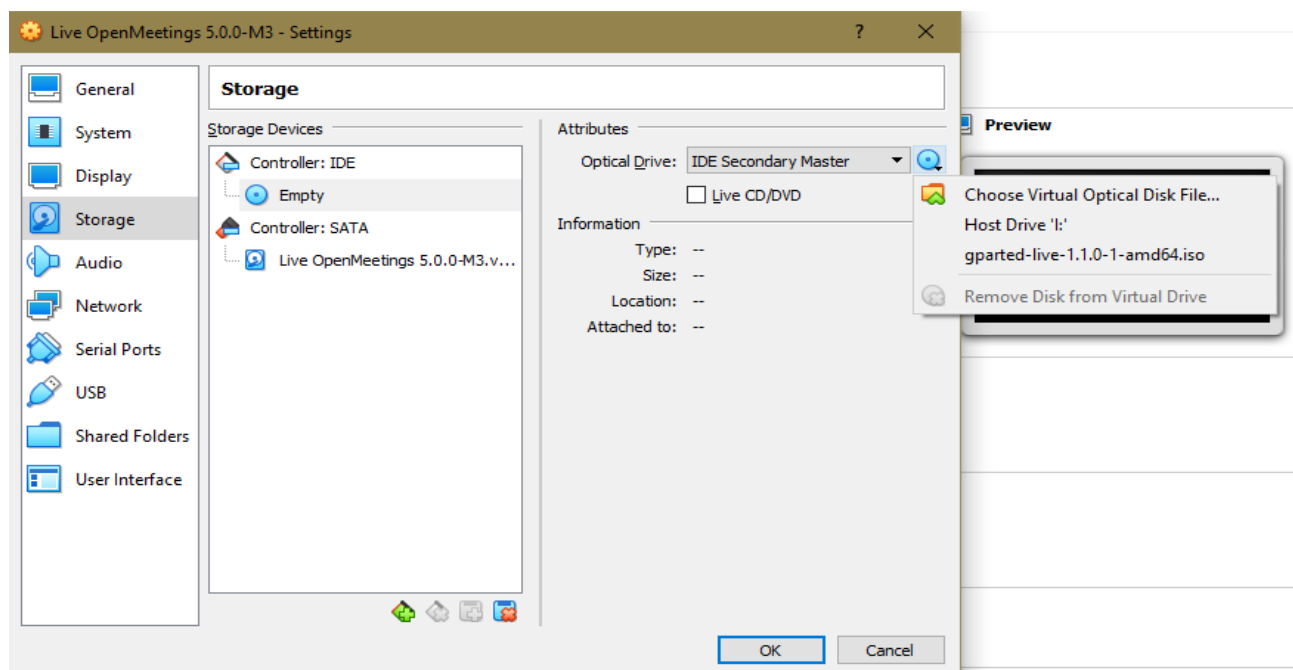 Live OpenMeetings 5.0.0-M3 - Settings
?
General
System
Display
Storage
Audio
Network
Serial Ports
USB
Shared Folders
User Interface
Storage
Storage Devices
Controller: IDE
Empty
Controller: SATA
Live OpenMeetings 5.0.0-M3.v...
Attributes
Optical Drive: IDE Secondary Master
Live CD/DVD
Information
Type: --
Size: --
Location: --
Attached to: --
Preview
Choose Virtual Optical Disk File...
Host Drive 'I:'
gparted-live-1.1.0-1-amd64.iso
Remove Disk from Virtual Drive
OK
Cancel